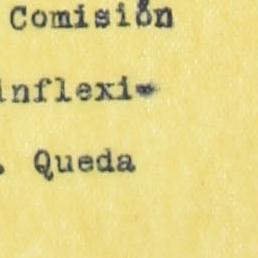 Comisión
inflexi-
. Queda